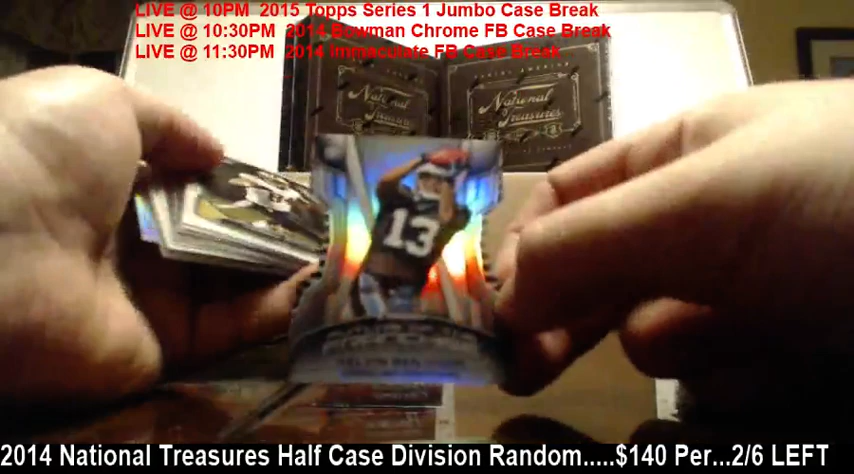 LIVE @ 10PM 2015 Topps Series 1 Jumbo Case Break
LIVE @ 10:30PM 2014 Bowman Chrome FB Case Break
LIVE @ 11:30PM 2014 Immaculate FB Case Break
National Treasures
PANINI AMERICA
National
Treasures
13
2014 National Treasures Half Case Division Random.....$140 Per...2/6 LEFT